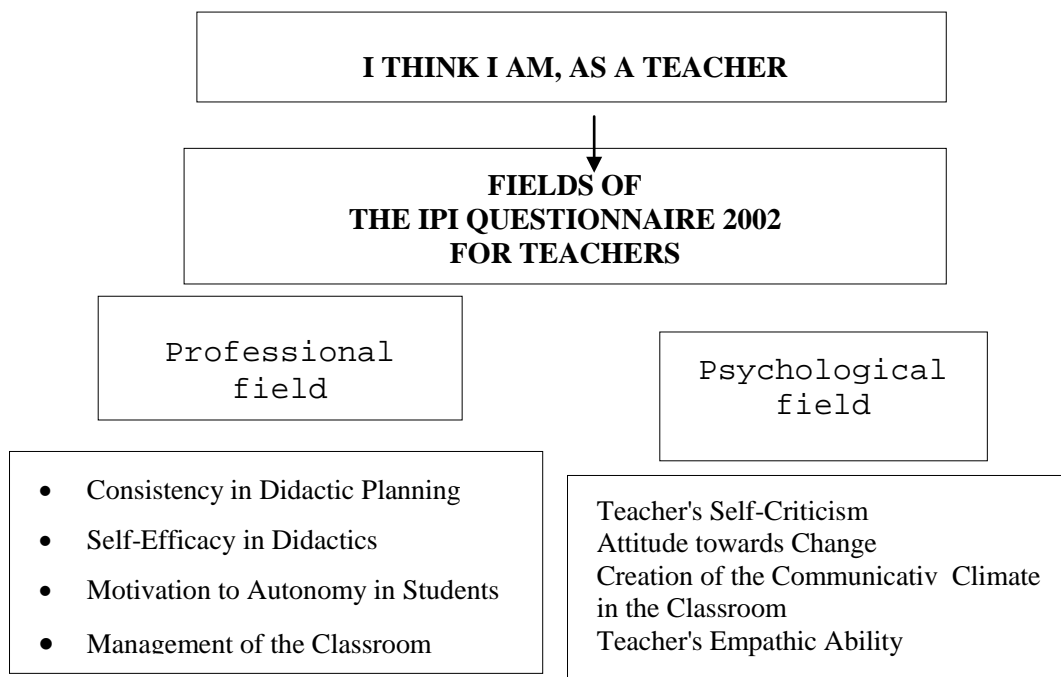 I THINK I AM, AS A TEACHER
FIELDS OF
THE IPI QUESTIONNAIRE 2002
FOR TEACHERS
Professional
field
Psychological
field
• Consistency in Didactic Planning
• Self-Efficacy in Didactics
• Motivation to Autonomy in Students
• Management of the Classroom
Teacher's Self-Criticism
Attitude towards Change
Creation of the Communicativ Climate
in the Classroom
Teacher's Empathic Ability